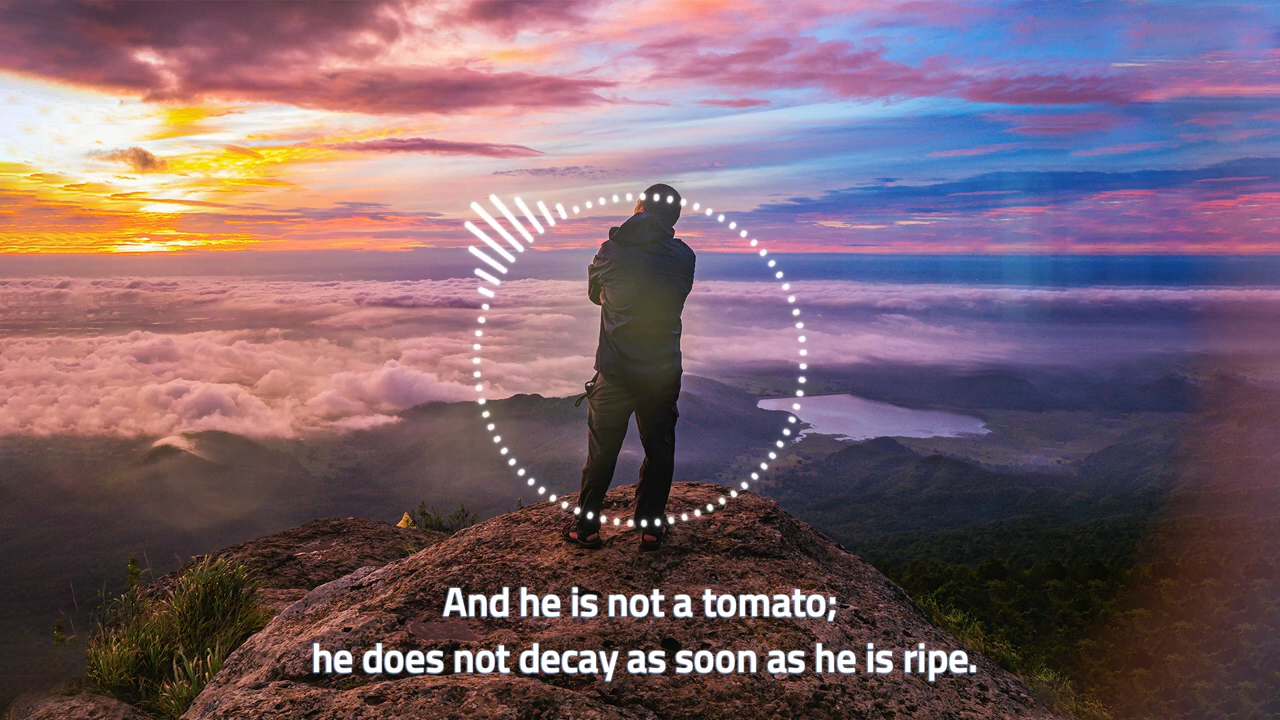 And he is not a tomato;
he does not decay as soon as he is ripe.